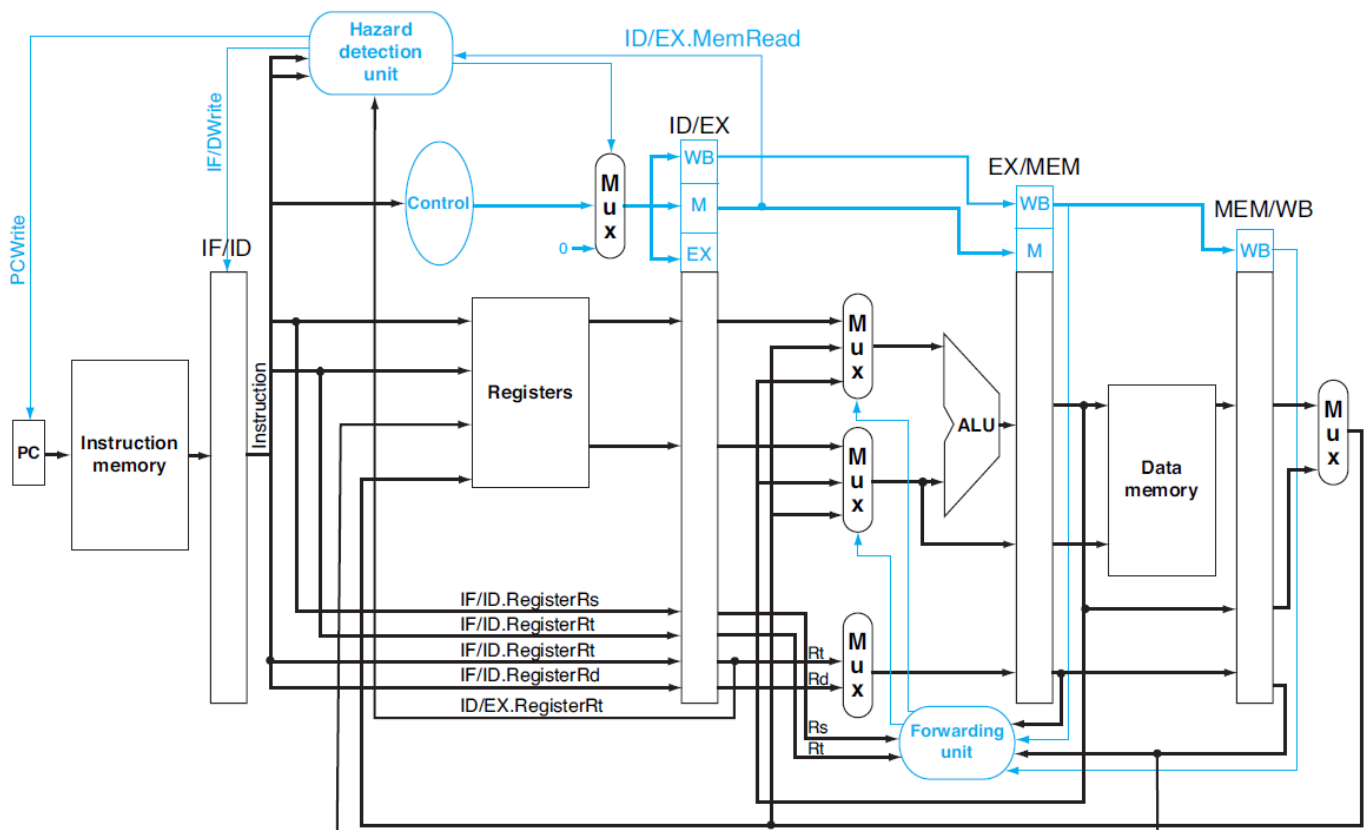 Hazard
detection
unit
ID/EX.MemRead
ID/EX
WB
M
EX
EX/MEM
WB
M
MEM/WB
WB
PCWrite
IF/DWrite
IF/ID
Control
M
u
x
0
Instruction
PC
Instruction
memory
Registers
M
u
x
M
u
x
ALU
Data
memory
M
u
x
IF/ID.RegisterRs
IF/ID.RegisterRt
IF/ID.RegisterRt
IF/ID.RegisterRd
ID/EX.RegisterRt
Rt
Rd
M
u
x
Rs
Rt
Forwarding
unit